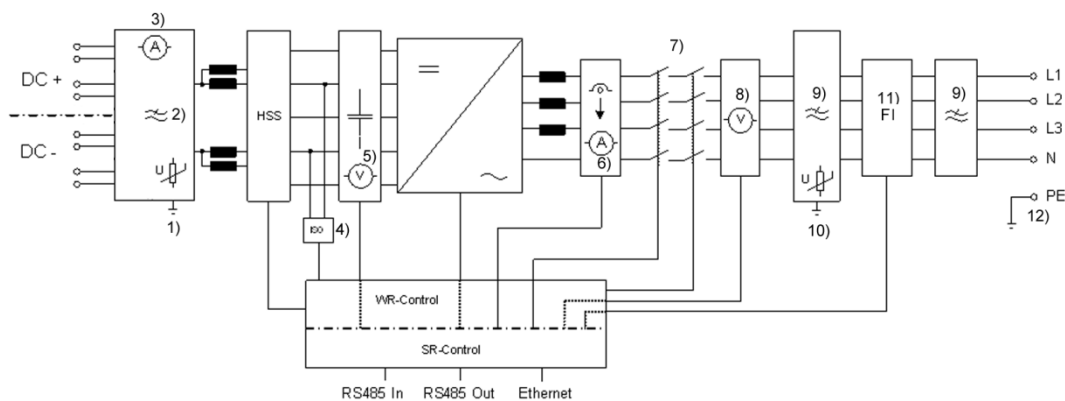 3)
A
DC +
2)
DC -
U
1)
HSS
ISO
4)
5)
V
A
6)
7)
8)
V
9)
U
10)
11)
FI
9)
L1
L2
L3
N
PE
12)
WR-Control
SR-Control
RS485 In
RS485 Out
Ethernet